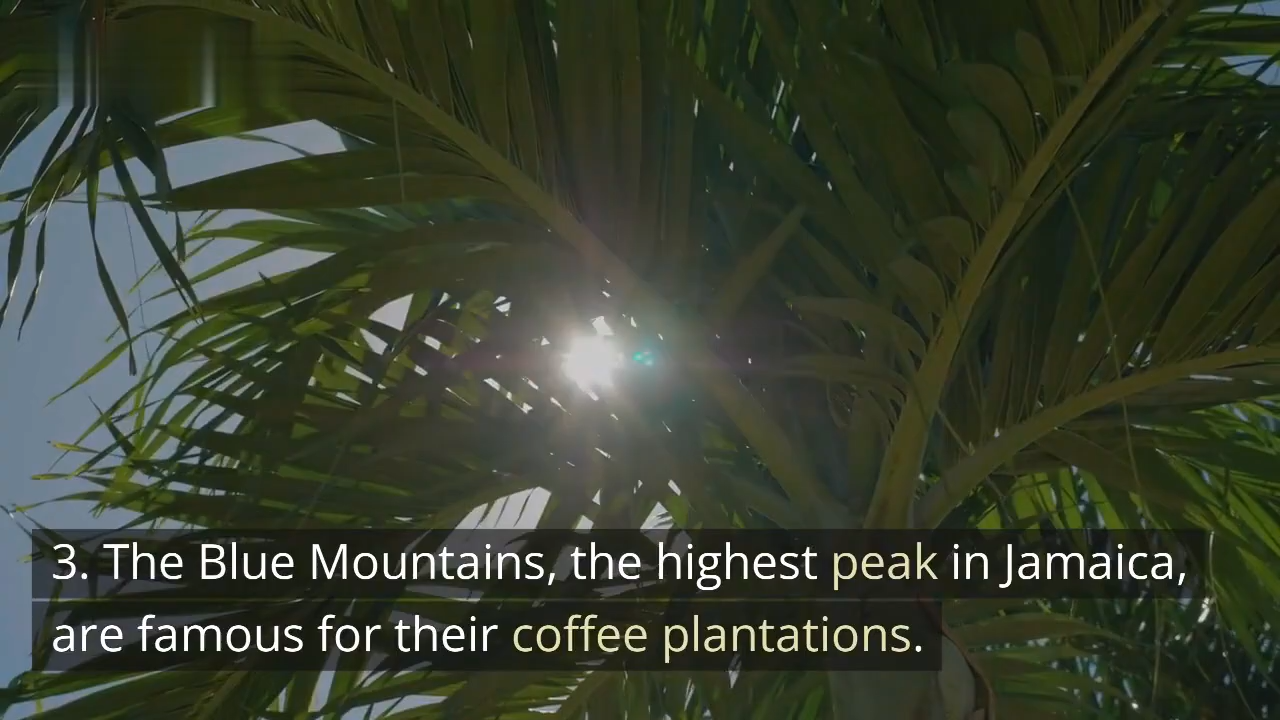 3. The Blue Mountains, the highest peak in Jamaica,
are famous for their coffee plantations.